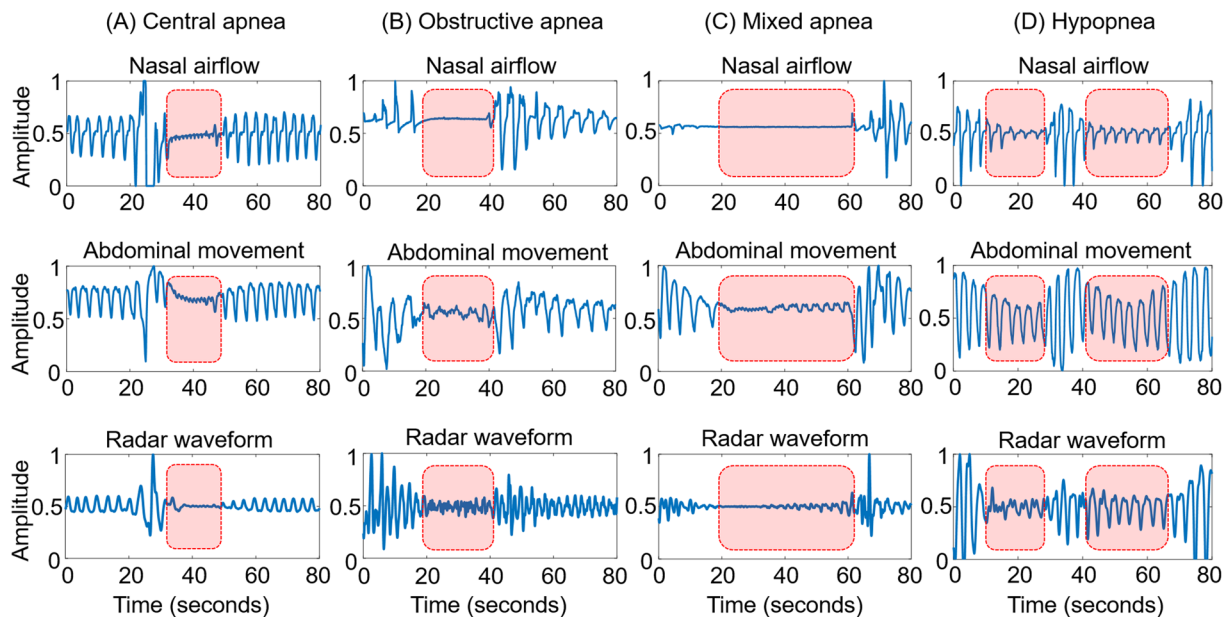 (A) Central apnea
(B) Obstructive apnea
(C) Mixed apnea
(D) Hypopnea
Nasal airflow
Nasal airflow
Nasal airflow
Nasal airflow
Amplitude
1
0.5
0
0 20 40 60 80
1
0.5
0
0 20 40 60 80
1
0.5
0
0 20 40 60 80
1
0.5
0
0 20 40 60 80
Abdominal movement
Abdominal movement
Abdominal movement
Abdominal movement
Amplitude
1
0.5
0
0 20 40 60 80
1
0.5
0
0 20 40 60 80
1
0.5
0
0 20 40 60 80
1
0.5
0
0 20 40 60 80
Radar waveform
Radar waveform
Radar waveform
Radar waveform
Amplitude
1
0.5
0
0 20 40 60 80
1
0.5
0
0 20 40 60 80
1
0.5
0
0 20 40 60 80
1
0.5
0
0 20 40 60 80
Time (seconds)
Time (seconds)
Time (seconds)
Time (seconds)